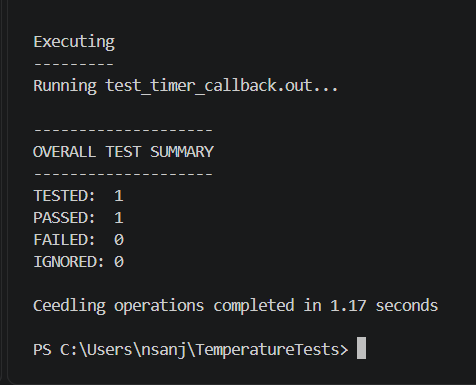 Executing
---------
Running test_timer_callback.out...
--------------------
OVERALL TEST SUMMARY
--------------------
TESTED:  1
PASSED:  1
FAILED:  0
IGNORED: 0
Ceedling operations completed in 1.17 seconds
PS C:\Users\nsanj\TemperatureTests>